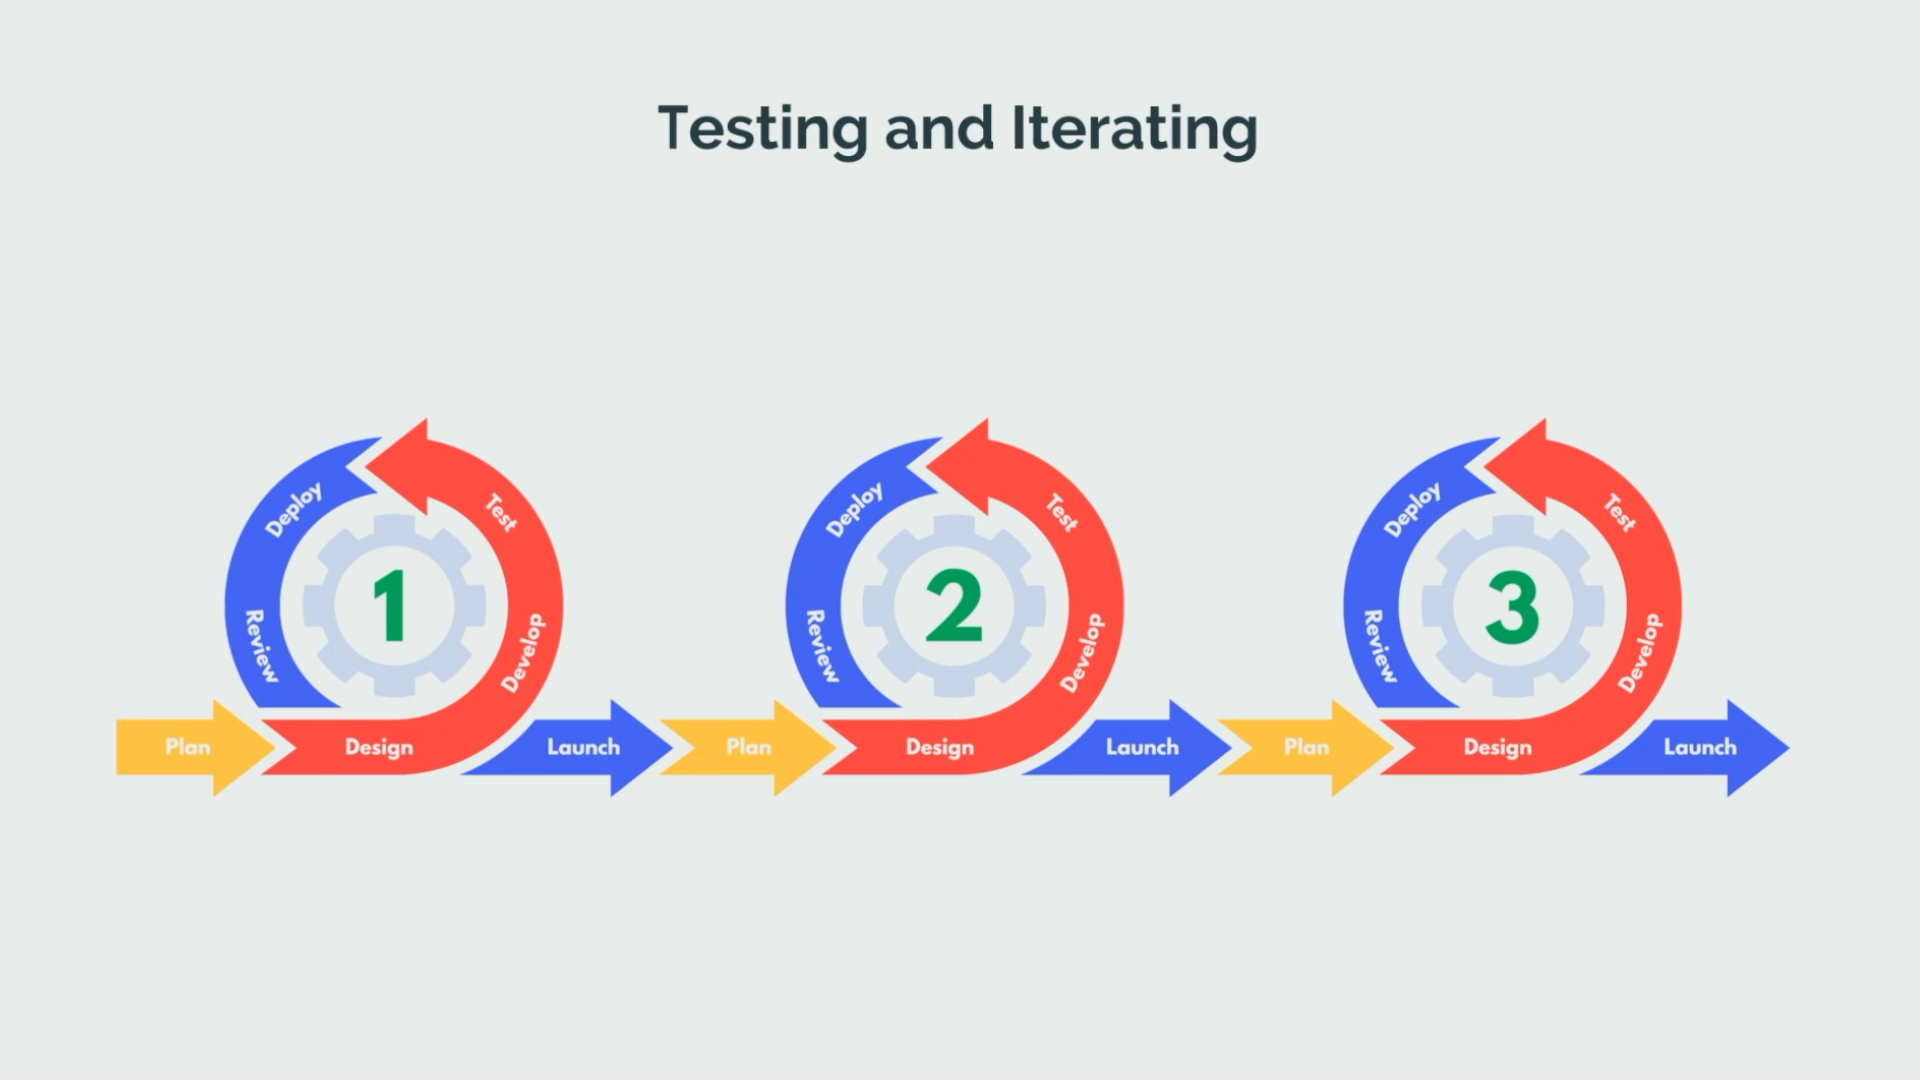 Testing and Iterating
Deploy
Test
1
Review
Develop
Plan
Design
Launch
Deploy
Test
2
Review
Develop
Plan
Design
Launch
Deploy
Test
3
Review
Develop
Plan
Design
Launch